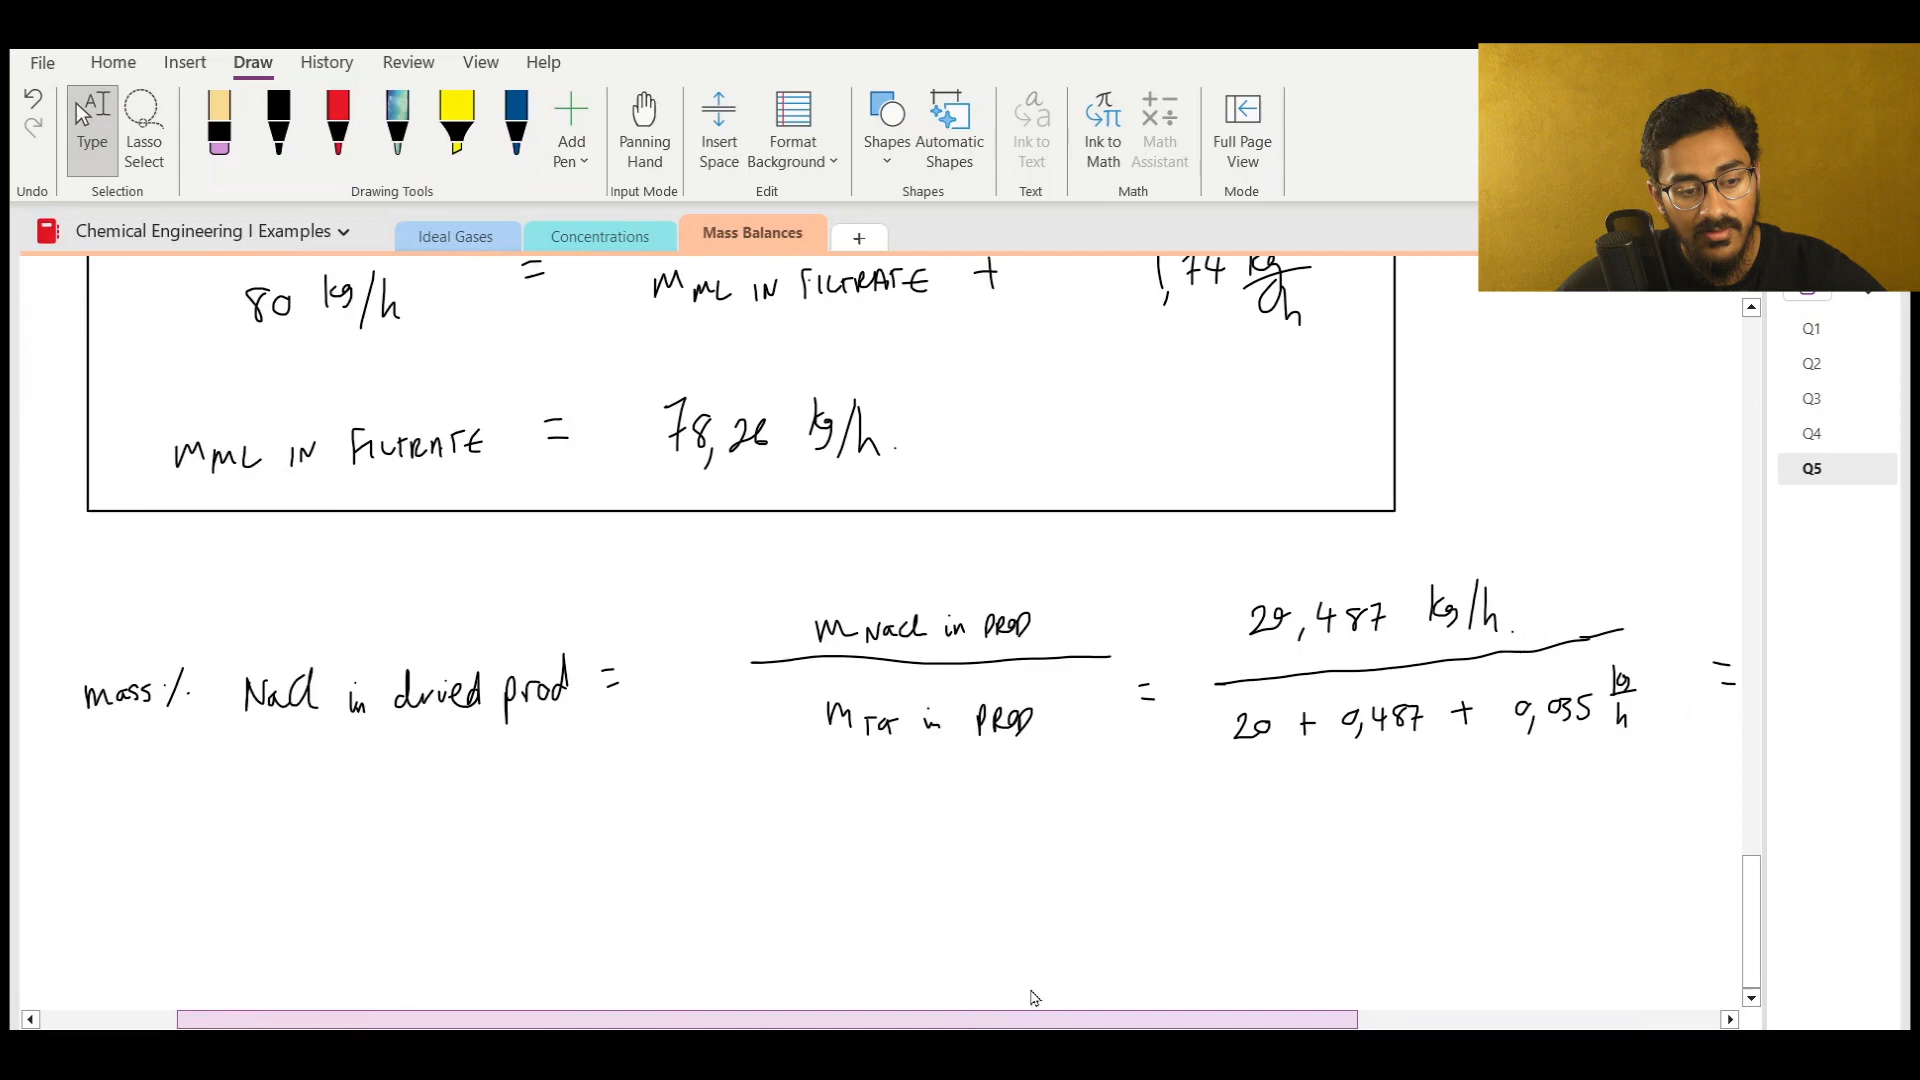 File Home Insert Draw History Review View Help
Type
Lasso Select
Add Pen
Panning Hand
Insert Space
Format Background
Shapes
Automatic Shapes
Ink to Text
Ink to Math
Math Assistant
Full Page View
Undo Selection Drawing Tools Input Mode Edit Shapes Text Math Mode
Chemical Engineering I Examples Ideal Gases Concentrations Mass Balances +
80 kg/h = m ML IN FILTRATE + 1,74 kg/h
m ML IN FILTRATE = 78,26 kg/h.
mass % NaCl in dried prod = m NaCl in PROD / m TOT in PROD = 20,487 kg/h. / 20 + 0,487 + 0,035 kg/h =
Q1
Q2
Q3
Q4
Q5